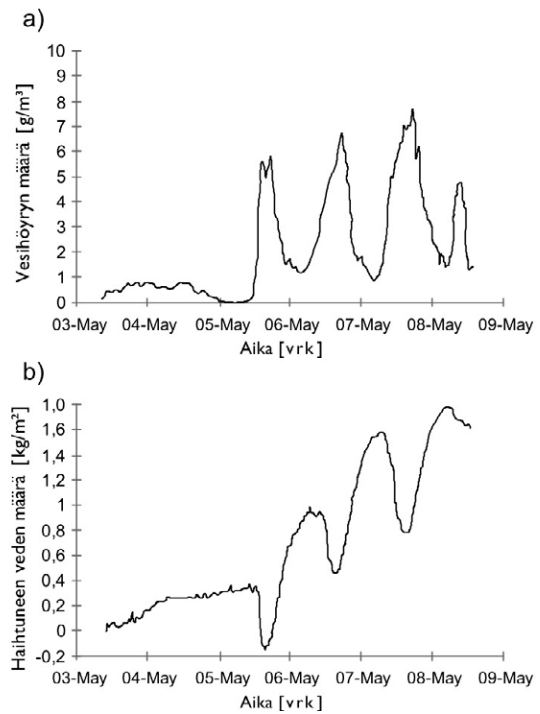 a)
Vesihöyryn määrä [g/m³]
10
9
8
7
6
5
4
3
2
1
0
03-May 04-May 05-May 06-May 07-May 08-May 09-May
Aika [vrk]
b)
Haihtuneen veden määrä [kg/m²]
1,0
1,6
1,4
1,2
1
0,8
0,6
0,4
0,2
0
-0,2
03-May 04-May 05-May 06-May 07-May 08-May 09-May
Aika [vrk]